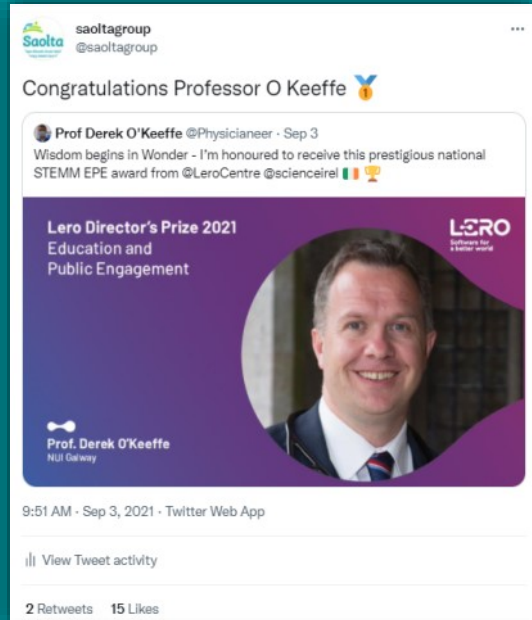 Saolta
saoltagroup
@saoltagroup
Congratulations Professor O Keeffe 🥇
Prof Derek O'Keeffe @Physicianeer · Sep 3
Wisdom begins in Wonder - I'm honoured to receive this prestigious national
STEMM EPE award from @LeroCentre @scienceirel 🇮🇪 🏆
Lero Director's Prize 2021
Education and
Public Engagement
LERO
Software for
a better world
Prof. Derek O'Keeffe
NUI Galway
9:51 AM · Sep 3, 2021 · Twitter Web App
View Tweet activity
2 Retweets 15 Likes